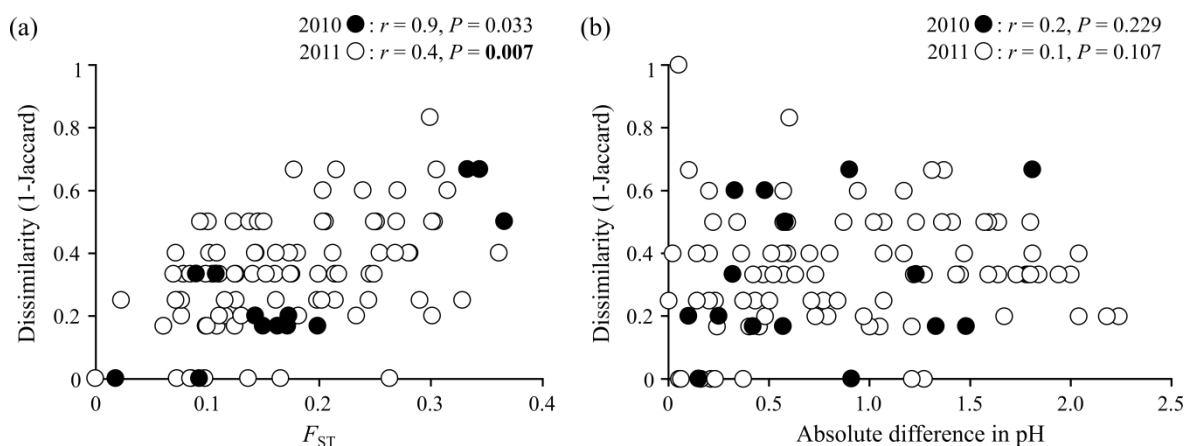 (a)
2010 ● : r = 0.9, P = 0.033
2011 ○ : r = 0.4, P = 0.007
Dissimilarity (1-Jaccard)
1
0.8
0.6
0.4
0.2
0
0 0.1 0.2 0.3 0.4
FST
(b)
2010 ● : r = 0.2, P = 0.229
2011 ○ : r = 0.1, P = 0.107
Dissimilarity (1-Jaccard)
1
0.8
0.6
0.4
0.2
0
0 0.5 1.0 1.5 2.0 2.5
Absolute difference in pH